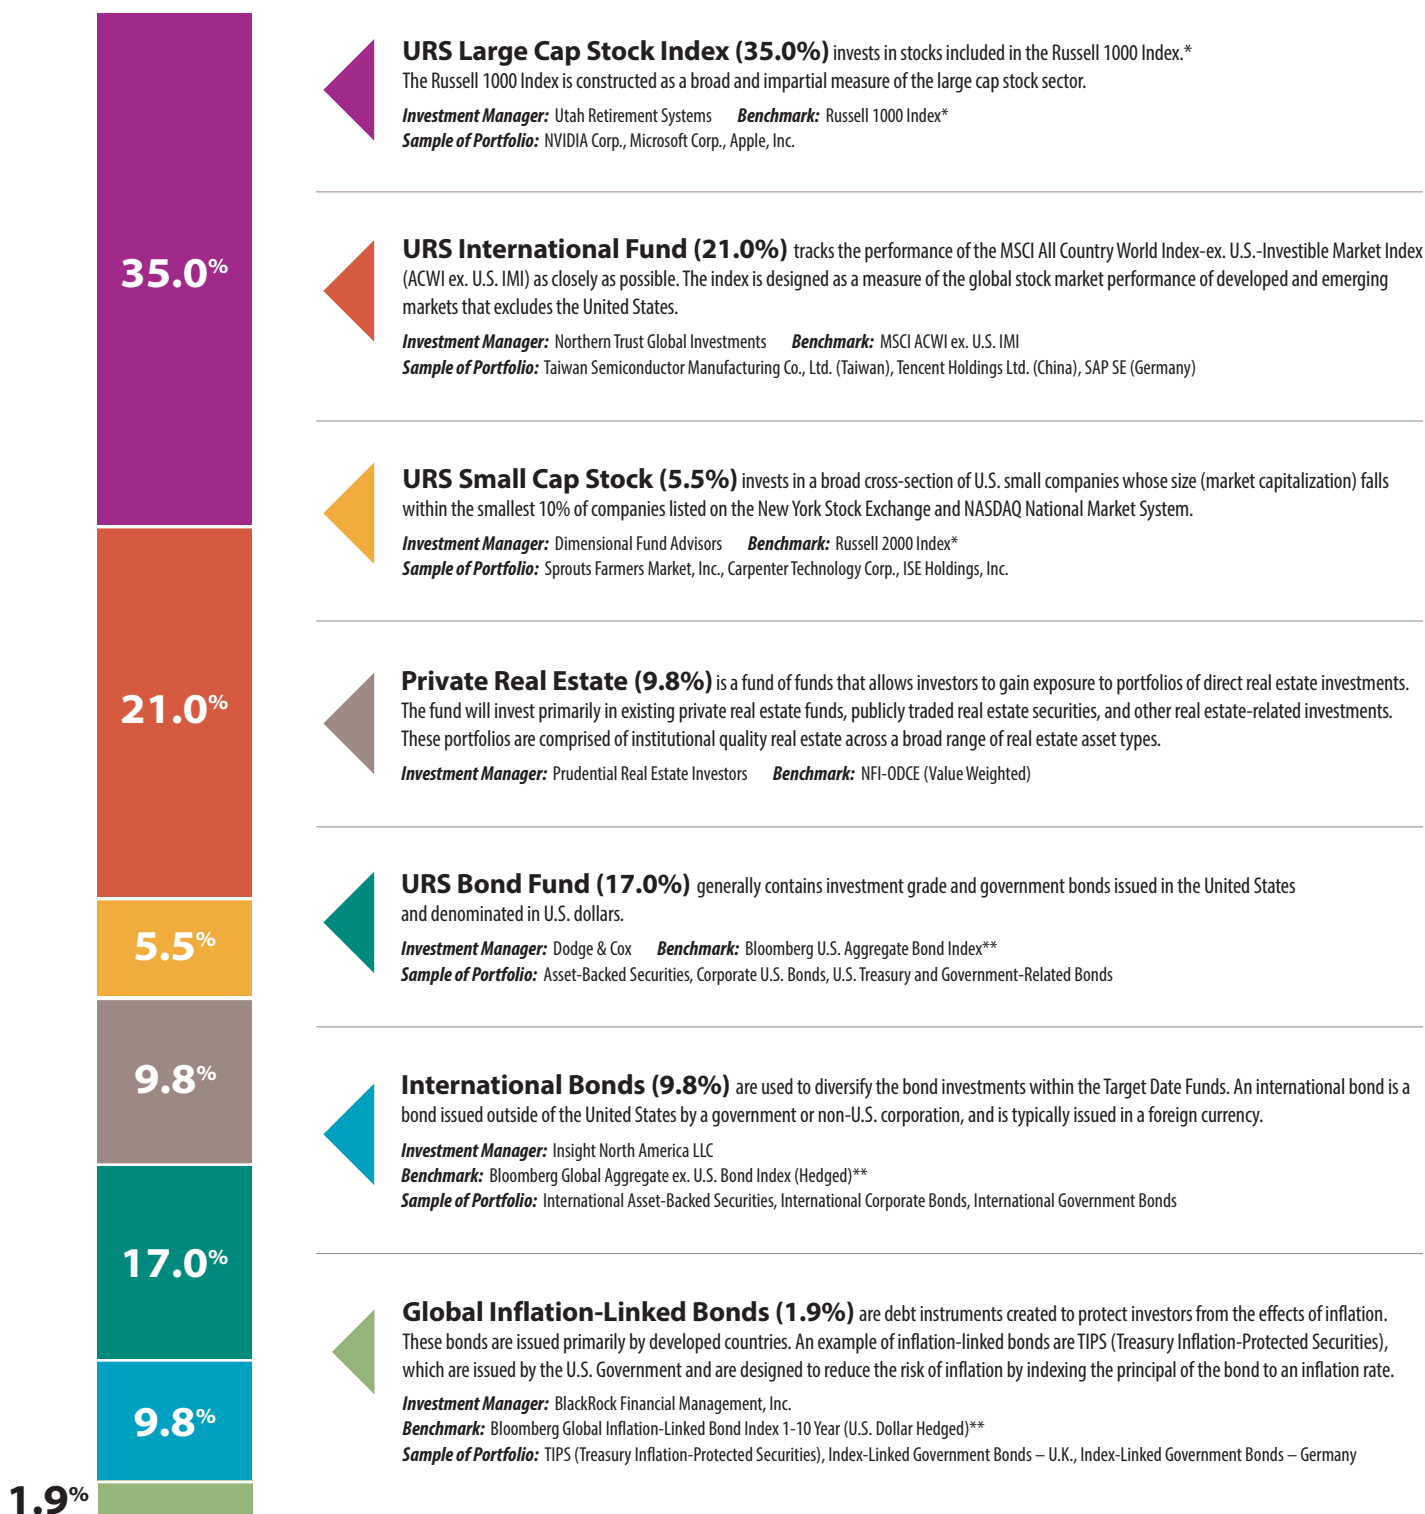 35.0%
21.0%
5.5%
9.8%
17.0%
9.8%
1.9%
URS Large Cap Stock Index (35.0%) invests in stocks included in the Russell 1000 Index.*
The Russell 1000 Index is constructed as a broad and impartial measure of the large cap stock sector.
Investment Manager: Utah Retirement Systems Benchmark: Russell 1000 Index*
Sample of Portfolio: NVIDIA Corp., Microsoft Corp., Apple, Inc.
URS International Fund (21.0%) tracks the performance of the MSCI All Country World Index-ex. U.S.-Investible Market Index
(ACWI ex. U.S. IMI) as closely as possible. The index is designed as a measure of the global stock market performance of developed and emerging
markets that excludes the United States.
Investment Manager: Northern Trust Global Investments Benchmark: MSCI ACWI ex. U.S. IMI
Sample of Portfolio: Taiwan Semiconductor Manufacturing Co., Ltd. (Taiwan), Tencent Holdings Ltd. (China), SAP SE (Germany)
URS Small Cap Stock (5.5%) invests in a broad cross-section of U.S. small companies whose size (market capitalization) falls
within the smallest 10% of companies listed on the New York Stock Exchange and NASDAQ National Market System.
Investment Manager: Dimensional Fund Advisors Benchmark: Russell 2000 Index*
Sample of Portfolio: Sprouts Farmers Market, Inc., Carpenter Technology Corp., ISE Holdings, Inc.
Private Real Estate (9.8%) is a fund of funds that allows investors to gain exposure to portfolios of direct real estate investments.
The fund will invest primarily in existing private real estate funds, publicly traded real estate securities, and other real estate-related investments.
These portfolios are comprised of institutional quality real estate across a broad range of real estate asset types.
Investment Manager: Prudential Real Estate Investors Benchmark: NFI-ODCE (Value Weighted)
URS Bond Fund (17.0%) generally contains investment grade and government bonds issued in the United States
and denominated in U.S. dollars.
Investment Manager: Dodge & Cox Benchmark: Bloomberg U.S. Aggregate Bond Index**
Sample of Portfolio: Asset-Backed Securities, Corporate U.S. Bonds, U.S. Treasury and Government-Related Bonds
International Bonds (9.8%) are used to diversify the bond investments within the Target Date Funds. An international bond is a
bond issued outside of the United States by a government or non-U.S. corporation, and is typically issued in a foreign currency.
Investment Manager: Insight North America LLC
Benchmark: Bloomberg Global Aggregate ex. U.S. Bond Index (Hedged)**
Sample of Portfolio: International Asset-Backed Securities, International Corporate Bonds, International Government Bonds
Global Inflation-Linked Bonds (1.9%) are debt instruments created to protect investors from the effects of inflation.
These bonds are issued primarily by developed countries. An example of inflation-linked bonds are TIPS (Treasury Inflation-Protected Securities),
which are issued by the U.S. Government and are designed to reduce the risk of inflation by indexing the principal of the bond to an inflation rate.
Investment Manager: BlackRock Financial Management, Inc.
Benchmark: Bloomberg Global Inflation-Linked Bond Index 1-10 Year (U.S. Dollar Hedged)**
Sample of Portfolio: TIPS (Treasury Inflation-Protected Securities), Index-Linked Government Bonds – U.K., Index-Linked Government Bonds – Germany